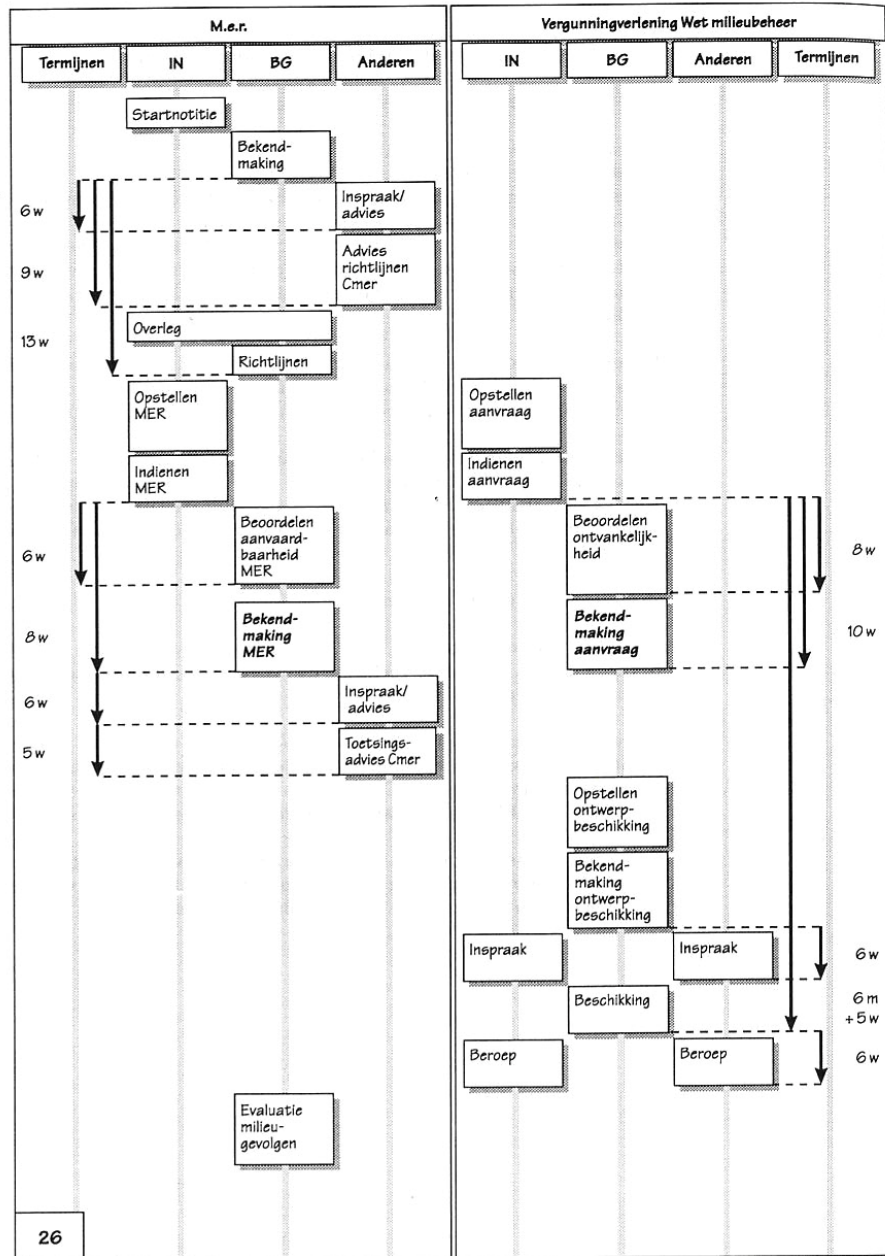 M.e.r.
Termijnen
IN
BG
Anderen
Startnotitie
Bekend-
making
6 w
Inspraak/
advies
9 w
Advies
richtlijnen
Cmer
13 w
Overleg
Richtlijnen
Opstellen
MER
Indienen
MER
6 w
Beoordelen
aanvaard-
baarheid
MER
8 w
Bekend-
making
MER
6 w
Inspraak/
advies
5 w
Toetsings-
advies Cmer
Evaluatie
milieu-
gevolgen
26
Vergunningverlening Wet milieubeheer
IN
BG
Anderen
Termijnen
Opstellen
aanvraag
Indienen
aanvraag
Beoordelen
ontvankelijk-
heid
8 w
Bekend-
making
aanvraag
10 w
Opstellen
ontwerp-
beschikking
Bekend-
making
ontwerp-
beschikking
Inspraak
Inspraak
6 w
Beschikking
6 m
+ 5 w
Beroep
Beroep
6 w